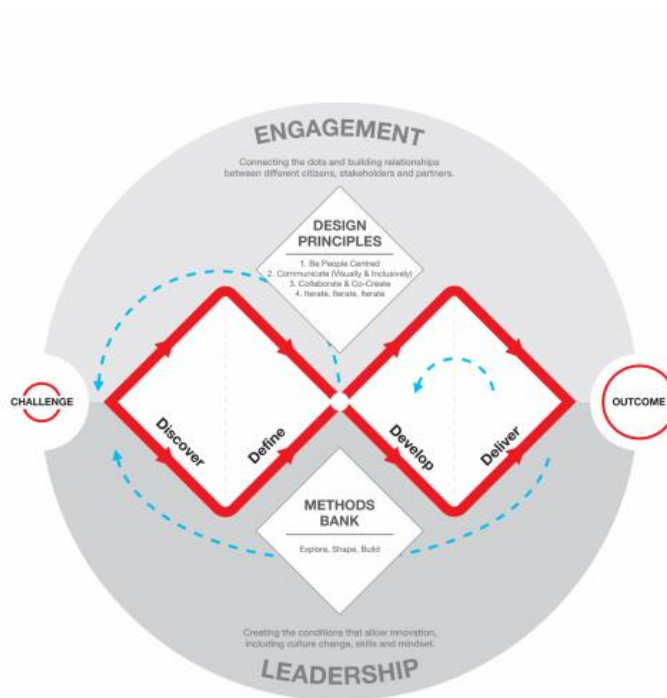 ENGAGEMENT
Connecting the dots and building relationships
between different citizens, stakeholders and partners.
DESIGN
PRINCIPLES
1. Be People Centred
2. Communicate (Visually & Inclusively)
3. Collaborate & Co-Create
4. Iterate, Iterate, Iterate
CHALLENGE
OUTCOME
Discover
Define
Develop
Deliver
METHODS
BANK
Explore, Shape, Build
Creating the conditions that allow innovation,
including culture change, skills and mindset.
LEADERSHIP